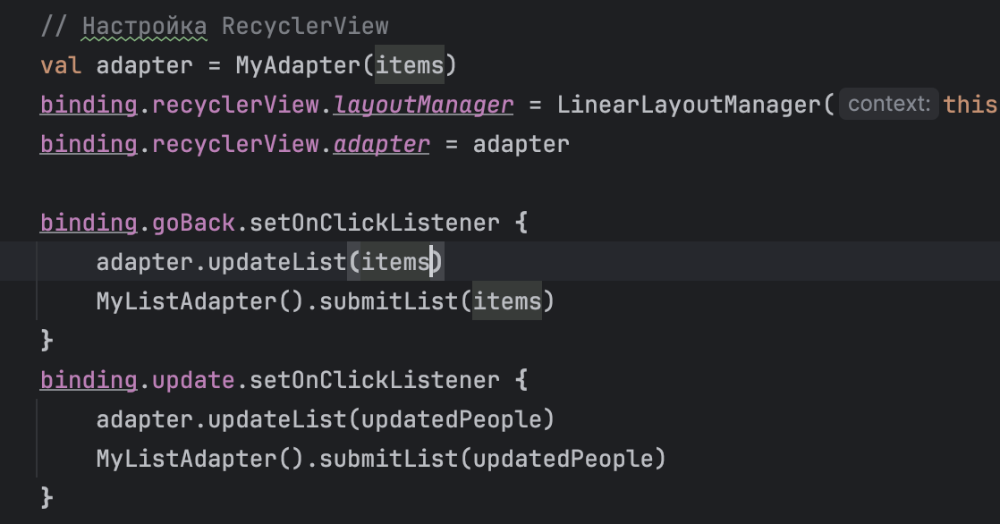 // Настройка RecyclerView
val adapter = MyAdapter(items)
binding.recyclerView.layoutManager = LinearLayoutManager( context: this
binding.recyclerView.adapter = adapter
binding.goBack.setOnClickListener {
adapter.updateList(items)
MyListAdapter().submitList(items)
}
binding.update.setOnClickListener {
adapter.updateList(updatedPeople)
MyListAdapter().submitList(updatedPeople)
}